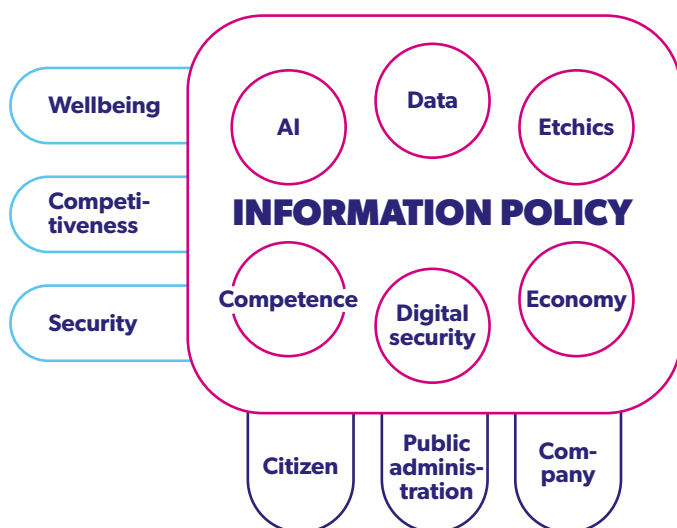 Wellbeing
Competi-
tiveness
Security
AI
Data
Etchics
INFORMATION POLICY
Competence
Digital
security
Economy
Citizen
Public
adminis-
tration
Com-
pany